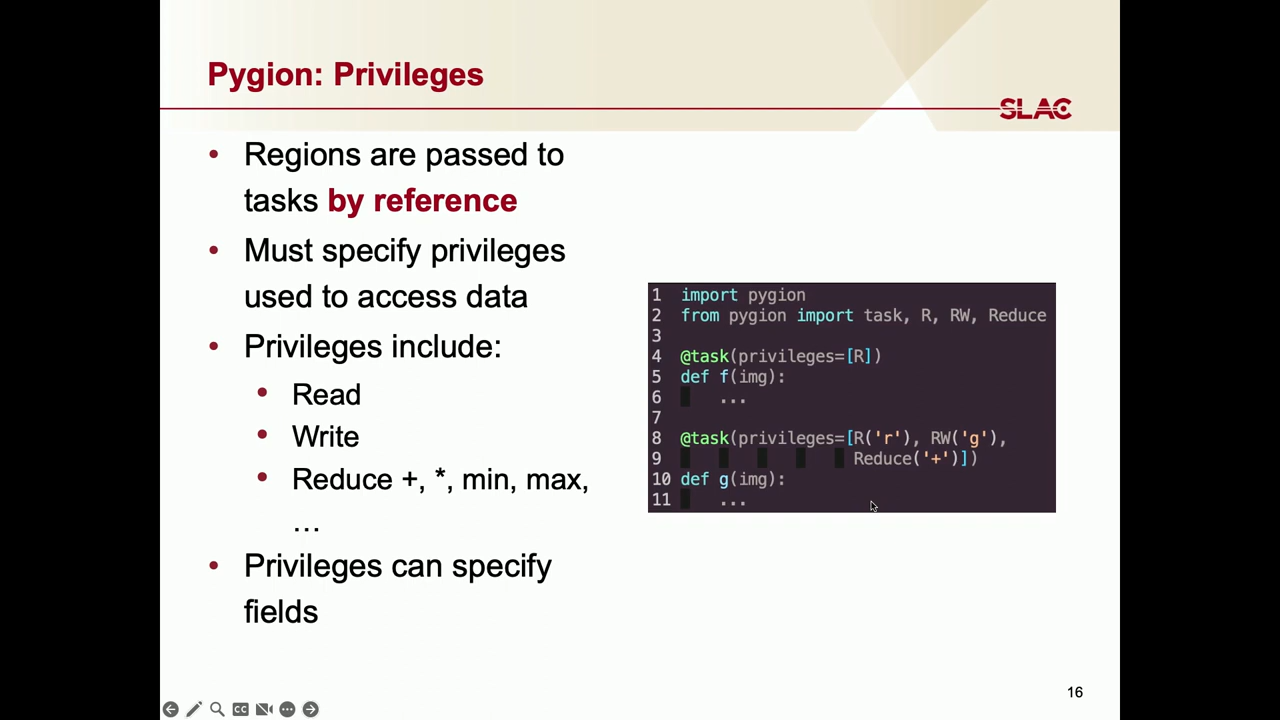 Pygion: Privileges
SLAC
• Regions are passed to
tasks by reference
• Must specify privileges
used to access data
• Privileges include:
• Read
• Write
• Reduce +, *, min, max,
…
• Privileges can specify
fields
1 import pygion
2 from pygion import task, R, RW, Reduce
3
4 @task(privileges=[R])
5 def f(img):
6 ...
7
8 @task(privileges=[R('r'), RW('g'),
9 Reduce('+')])
10 def g(img):
11 ...
16
CC